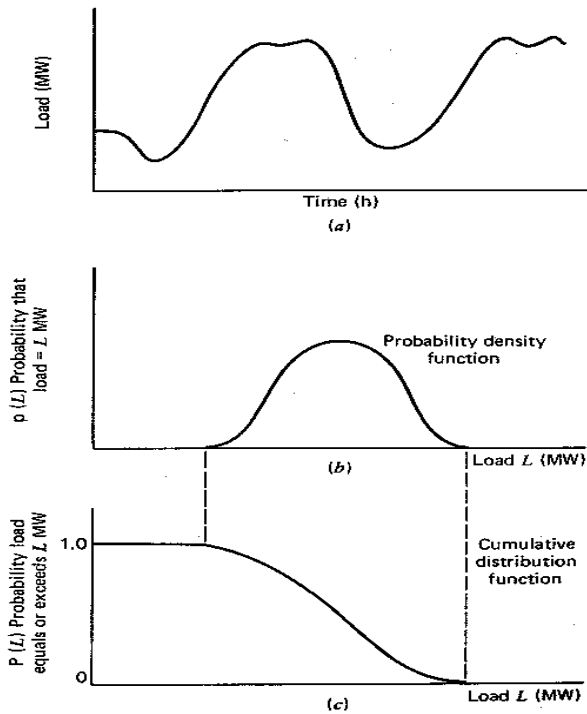 Load (MW)
Time (h)
(a)
p (L) Probability that
load = L MW
Probability density
function
Load L (MW)
(b)
P (L) Probability load
equals or exceeds L MW
1.0
0
Cumulative
distribution
function
Load L (MW)
(c)